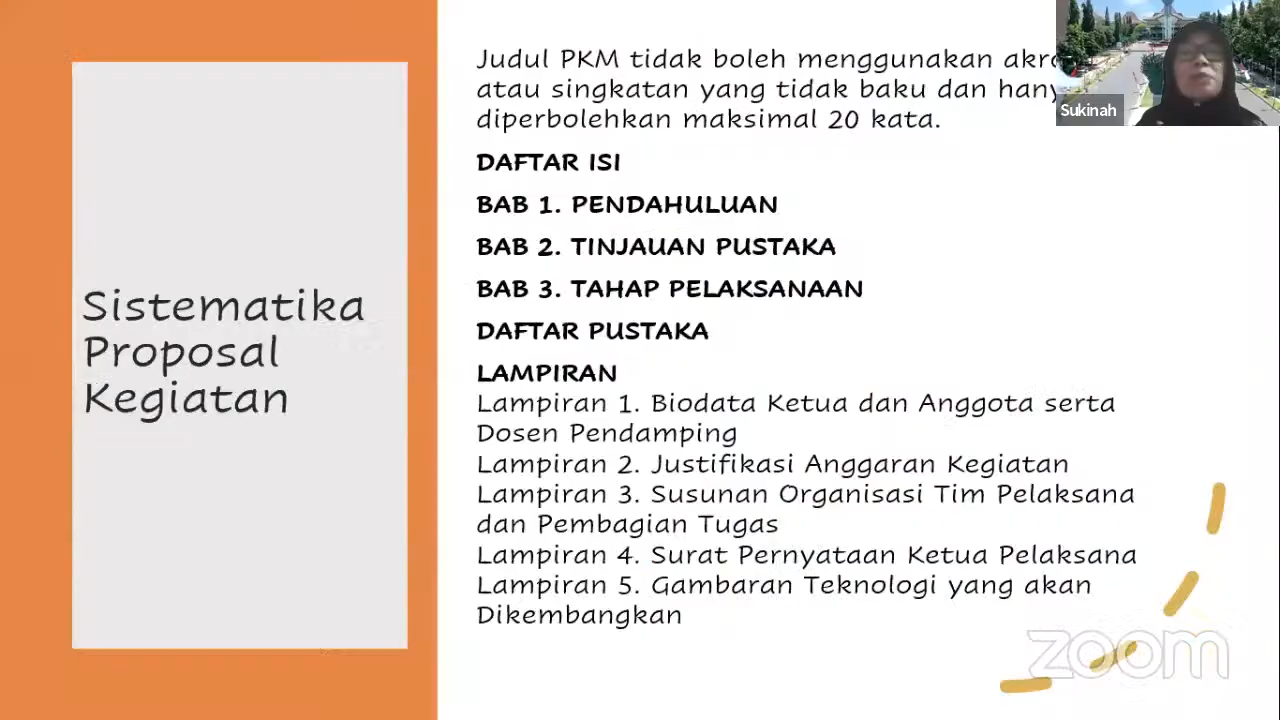 Sistematika
Proposal
Kegiatan
Judul PKM tidak boleh menggunakan
atau singkatan yang tidak baku dan
diperbolehkan maksimal 20 kata.
DAFTAR ISI
BAB 1. PENDAHULUAN
BAB 2. TINJAUAN PUSTAKA
BAB 3. TAHAP PELAKSANAAN
DAFTAR PUSTAKA
LAMPIRAN
Lampiran 1. Biodata Ketua dan Anggota serta
Dosen Pendamping
Lampiran 2. Justifikasi Anggaran Kegiatan
Lampiran 3. Susunan Organisasi Tim Pelaksana
dan Pembagian Tugas
Lampiran 4. Surat Pernyataan Ketua Pelaksana
Lampiran 5. Gambaran Teknologi yang akan
Dikembangkan
Sukinah
zoom